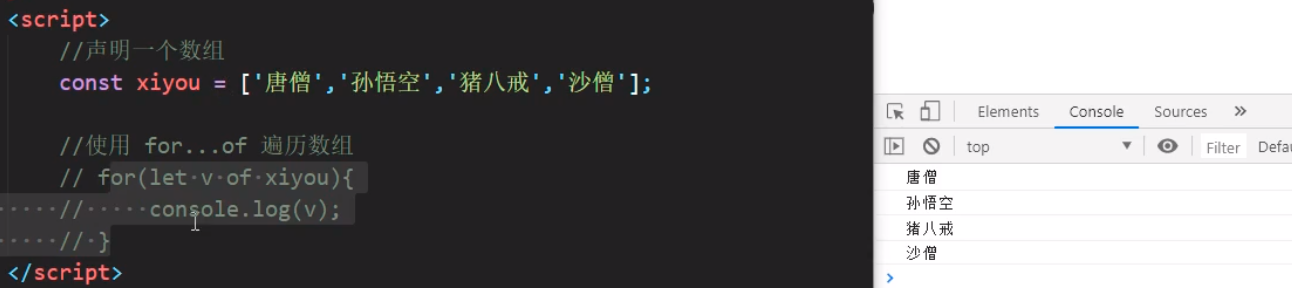 <script>
//声明一个数组
const xiyou = ['唐僧','孙悟空','猪八戒','沙僧'];
//使用 for...of 遍历数组
// for(let v of xiyou){
//     console.log(v);
// }
</script>
Elements Console Sources »
top Filter Defau
唐僧
孙悟空
猪八戒
沙僧
>